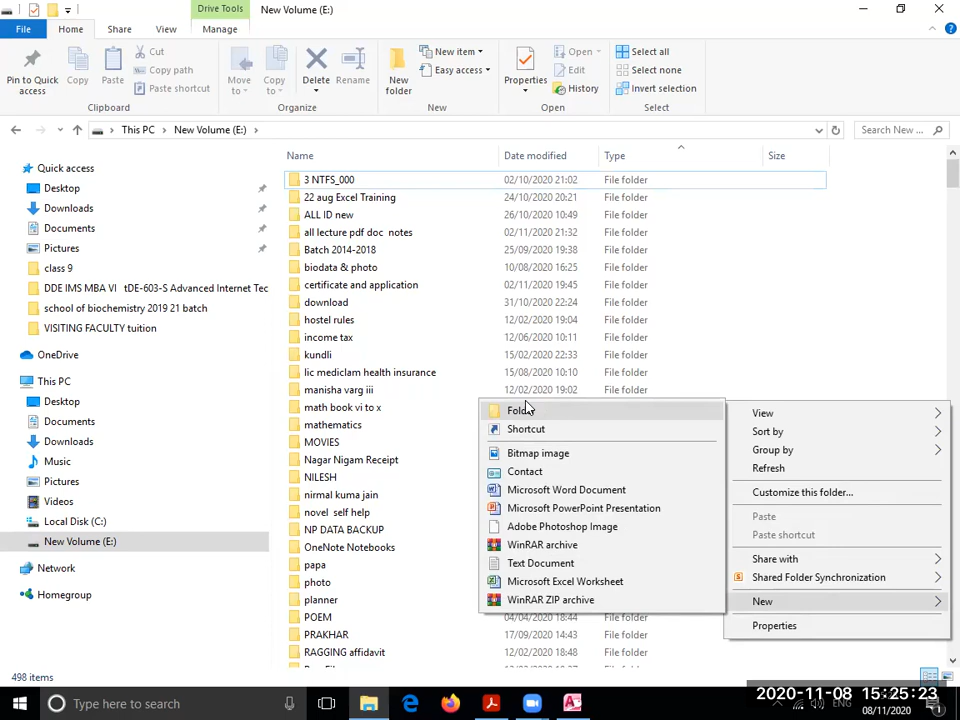 Drive Tools
New Volume (E:)
File
Home
Share
View
Manage
Pin to Quick access
Copy
Paste
Cut
Copy path
Paste shortcut
Clipboard
Move to
Copy to
Delete
Rename
Organize
New folder
New item
Easy access
New
Properties
Open
Edit
History
Open
Select all
Select none
Invert selection
Select
This PC
New Volume (E:)
Search New ...
Name
Date modified
Type
Size
3 NTFS_000 02/10/2020 21:02 File folder
22 aug Excel Training 24/10/2020 20:21 File folder
ALL ID new 26/10/2020 10:49 File folder
all lecture pdf doc notes 02/11/2020 21:32 File folder
Batch 2014-2018 25/09/2020 19:38 File folder
biodata & photo 10/08/2020 16:25 File folder
certificate and application 02/11/2020 19:45 File folder
download 31/10/2020 22:24 File folder
hostel rules 12/02/2020 19:04 File folder
income tax 12/06/2020 10:11 File folder
kundli 15/02/2020 22:33 File folder
lic mediclam health insurance 15/08/2020 10:10 File folder
manisha varg iii 12/02/2020 19:02 File folder
math book vi to x
mathematics
MOVIES
Nagar Nigam Receipt
NILESH
nirmal kuma jain
novel self help
NP DATA BACKUP
OneNote Notebooks
papa
photo
planner
POEM 04/04/2020 18:44 File folder
PRAKHAR 17/09/2020 14:43 File folder
RAGGING affidavit 12/02/2020 18:48 File folder
Quick access
Desktop
Downloads
Documents
Pictures
class 9
DDE IMS MBA VI tDE-603-S Advanced Internet Tec
school of biochemistry 2019 21 batch
VISITING FACULTY tuition
OneDrive
This PC
Desktop
Documents
Downloads
Music
Pictures
Videos
Local Disk (C:)
New Volume (E:)
Network
Homegroup
Folder
Shortcut
Bitmap image
Contact
Microsoft Word Document
Microsoft PowerPoint Presentation
Adobe Photoshop Image
WinRAR archive
Text Document
Microsoft Excel Worksheet
WinRAR ZIP archive
View
Sort by
Group by
Refresh
Customize this folder...
Paste
Paste shortcut
Share with
Shared Folder Synchronization
New
Properties
498 items
Type here to search
2020-11-08 15:25:23
ENG
08/11/2020